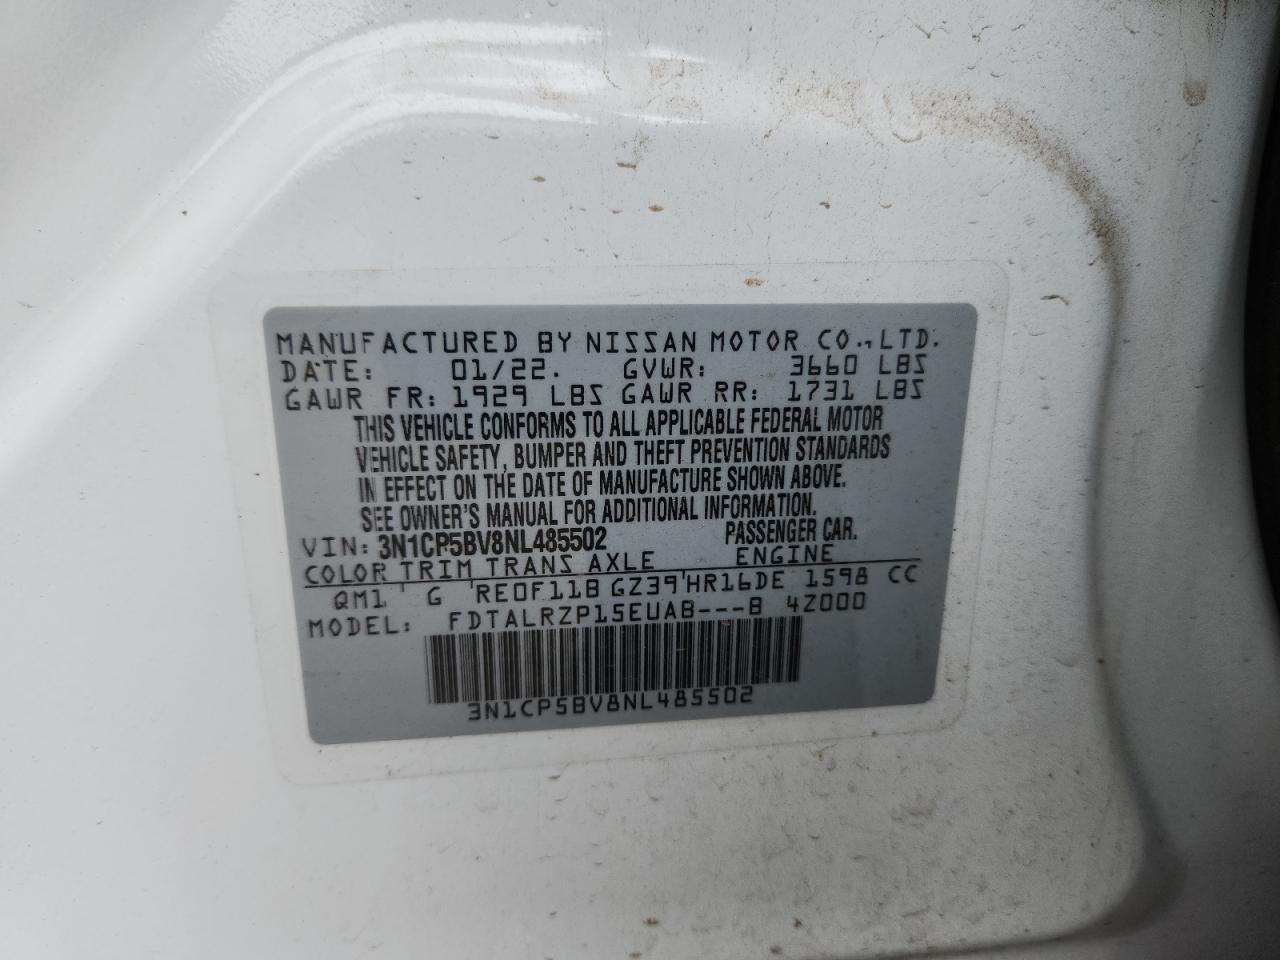 MANUFACTURED BY NISSAN MOTOR CO.,LTD.
DATE: 01/22. GVWR: 3660 LBS
GAWR FR: 1929 LBS GAWR RR: 1731 LBS
THIS VEHICLE CONFORMS TO ALL APPLICABLE FEDERAL MOTOR
VEHICLE SAFETY, BUMPER AND THEFT PREVENTION STANDARDS
IN EFFECT ON THE DATE OF MANUFACTURE SHOWN ABOVE.
SEE OWNER'S MANUAL FOR ADDITIONAL INFORMATION.
VIN: 3N1CP5BV8NL485502 PASSENGER CAR.
COLOR TRIM TRANS AXLE ENGINE
QM1 ' G ' RE0F11B GZ39'HR16DE 1598 CC
MODEL: FDTALRZP15EUAB---B 4Z000
3N1CP5BV8NL485502